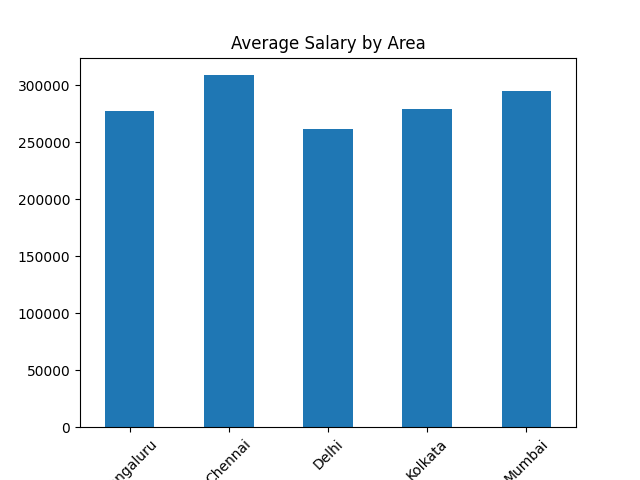 Average Salary by Area
300000
250000
200000
150000
100000
50000
0
ngaluru
Chennai
Delhi
Kolkata
Mumbai